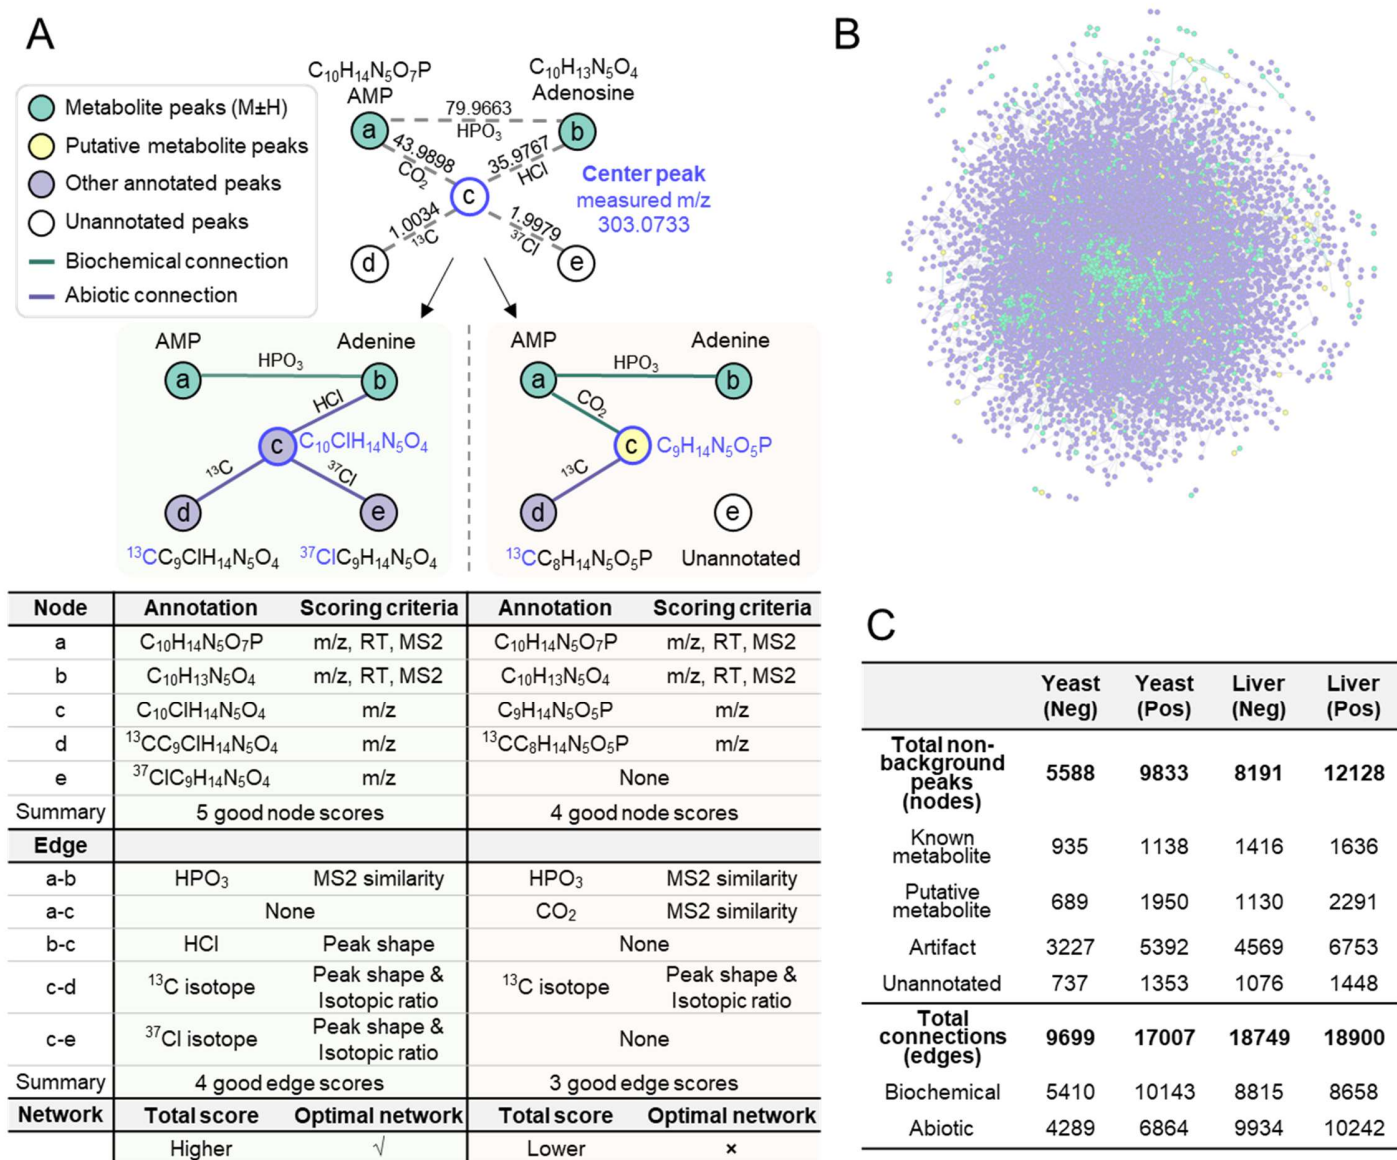 A
C₁₀H₁₄N₅O₇P
AMP
C₁₀H₁₃N₅O₄
Adenosine
Metabolite peaks (M±H)
Putative metabolite peaks
Other annotated peaks
Unannotated peaks
Biochemical connection
Abiotic connection
a
79.9663
HPO₃
b
43.9898
CO₂
35.9767
HCl
c
Center peak
measured m/z
303.0733
1.0034
¹³C
1.9979
³⁷Cl
d
e
AMP
Adenine
a
HPO₃
b
HCl
c
C₁₀ClH₁₄N₅O₄
¹³C
³⁷Cl
d
e
¹³CC₉ClH₁₄N₅O₄
³⁷ClC₉H₁₄N₅O₄
AMP
Adenine
a
HPO₃
b
CO₂
c
C₉H₁₄N₅O₅P
¹³C
d
e
¹³CC₈H₁₄N₅O₅P
Unannotated
Node Annotation Scoring criteria Annotation Scoring criteria
a C₁₀H₁₄N₅O₇P m/z, RT, MS2 C₁₀H₁₄N₅O₇P m/z, RT, MS2
b C₁₀H₁₃N₅O₄ m/z, RT, MS2 C₁₀H₁₃N₅O₄ m/z, RT, MS2
c C₁₀ClH₁₄N₅O₄ m/z C₉H₁₄N₅O₅P m/z
d ¹³CC₉ClH₁₄N₅O₄ m/z ¹³CC₈H₁₄N₅O₅P m/z
e ³⁷ClC₉H₁₄N₅O₄ m/z None
Summary 5 good node scores 4 good node scores
Edge
a-b HPO₃ MS2 similarity HPO₃ MS2 similarity
a-c None CO₂ MS2 similarity
b-c HCl Peak shape None
c-d ¹³C isotope Peak shape & Isotopic ratio ¹³C isotope Peak shape & Isotopic ratio
c-e ³⁷Cl isotope Peak shape & Isotopic ratio None
Summary 4 good edge scores 3 good edge scores
Network Total score Optimal network Total score Optimal network
Higher √ Lower ×
B
C
Yeast (Neg) Yeast (Pos) Liver (Neg) Liver (Pos)
Total non-background peaks (nodes) 5588 9833 8191 12128
Known metabolite 935 1138 1416 1636
Putative metabolite 689 1950 1130 2291
Artifact 3227 5392 4569 6753
Unannotated 737 1353 1076 1448
Total connections (edges) 9699 17007 18749 18900
Biochemical 5410 10143 8815 8658
Abiotic 4289 6864 9934 10242